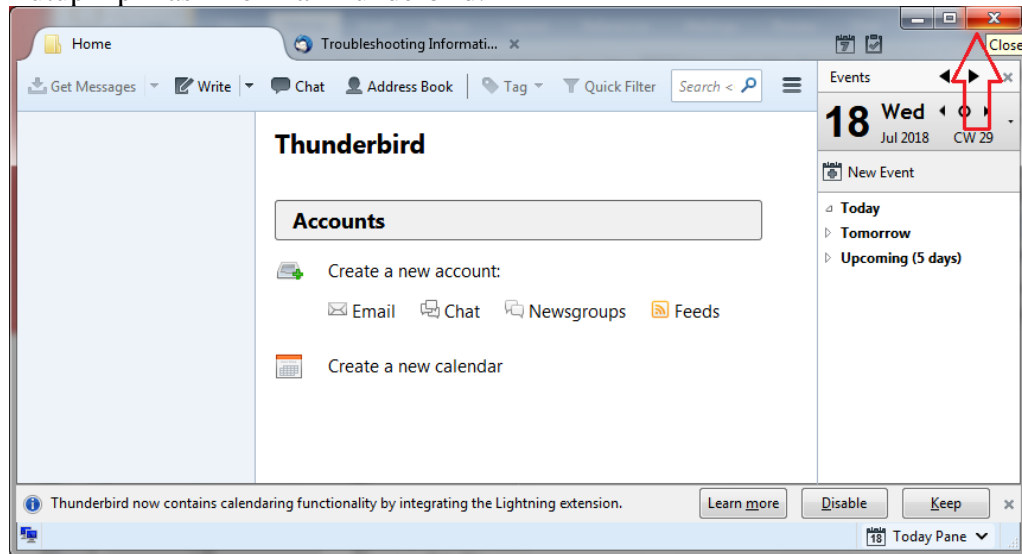 Home
Troubleshooting Informati...
Close
Get Messages Write Chat Address Book Tag Quick Filter Search <
Events
18 Wed
Jul 2018 CW 29
New Event
Thunderbird
Accounts
Today
Tomorrow
Upcoming (5 days)
Create a new account:
Email Chat Newsgroups Feeds
Create a new calendar
Thunderbird now contains calendaring functionality by integrating the Lightning extension. Learn more Disable Keep
18 Today Pane